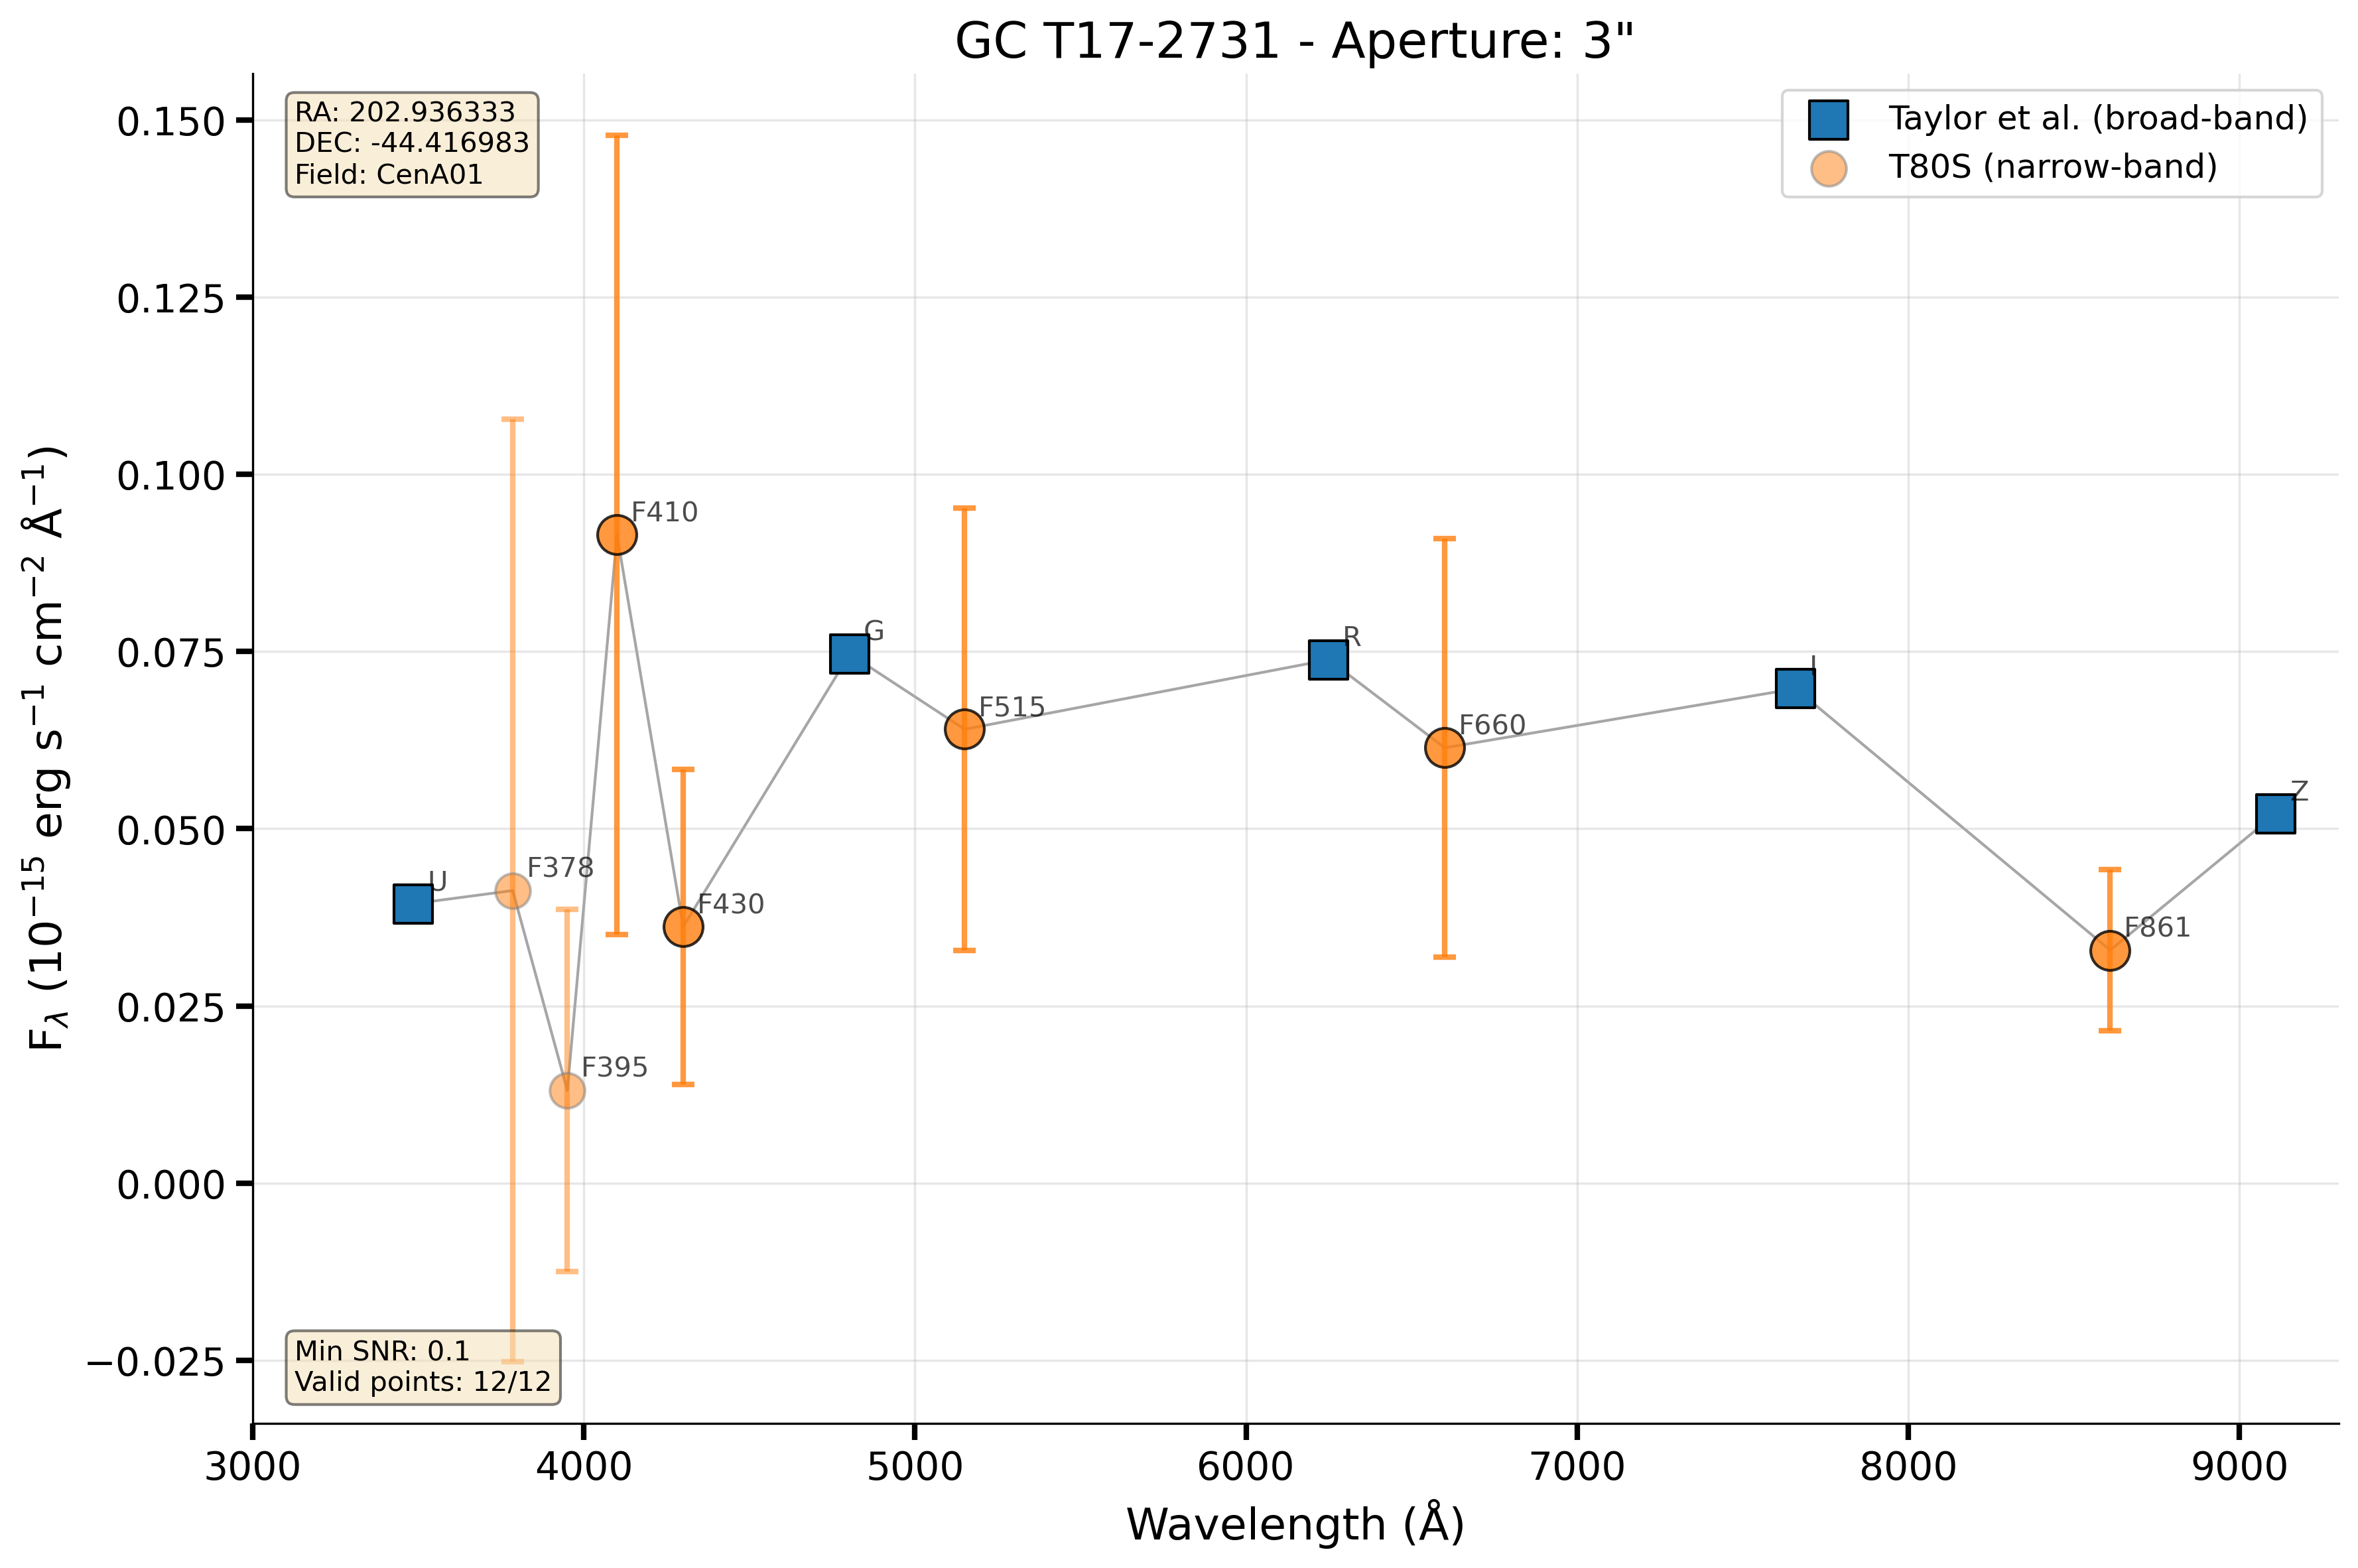 GC T17-2731 - Aperture: 3"
RA: 202.936333
DEC: -44.416983
Field: CenA01
Taylor et al. (broad-band)
T80S (narrow-band)
0.150
0.125
0.100
0.075
0.050
0.025
0.000
−0.025
F_λ (10⁻¹⁵ erg s⁻¹ cm⁻² Å⁻¹)
U
F378
F395
F410
F430
G
F515
R
F660
I
F861
Z
Min SNR: 0.1
Valid points: 12/12
3000
4000
5000
6000
7000
8000
9000
Wavelength (Å)